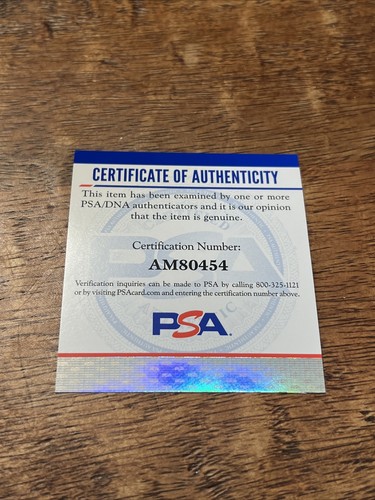 CERTIFICATE OF AUTHENTICITY
This item has been examined by one or more
PSA/DNA authenticators and it is our opinion
that the item is genuine.
Certification Number:
AM80454
Verification inquiries can be made to PSA by calling 800-325-1121
or by visiting PSAcard.com and entering the certification number above.
PSA.